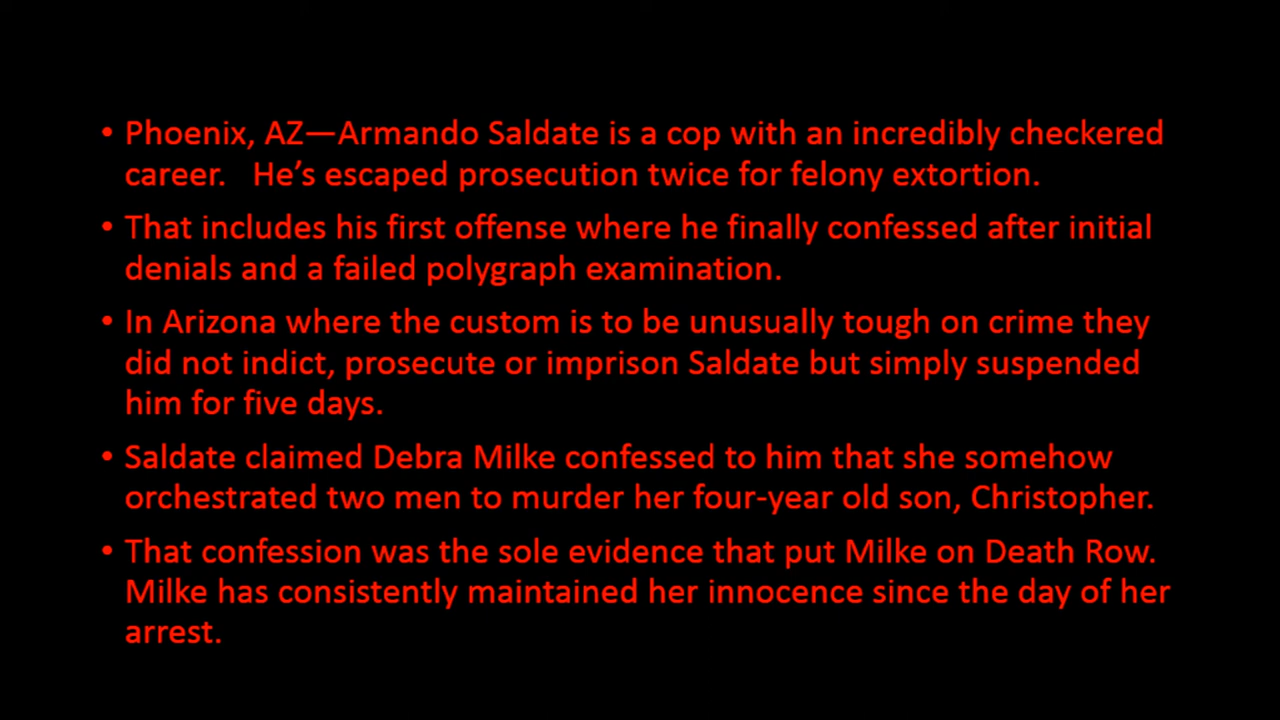 • Phoenix, AZ—Armando Saldate is a cop with an incredibly checkered
career.   He’s escaped prosecution twice for felony extortion.
• That includes his first offense where he finally confessed after initial
denials and a failed polygraph examination.
• In Arizona where the custom is to be unusually tough on crime they
did not indict, prosecute or imprison Saldate but simply suspended
him for five days.
• Saldate claimed Debra Milke confessed to him that she somehow
orchestrated two men to murder her four-year old son, Christopher.
• That confession was the sole evidence that put Milke on Death Row.
Milke has consistently maintained her innocence since the day of her
arrest.